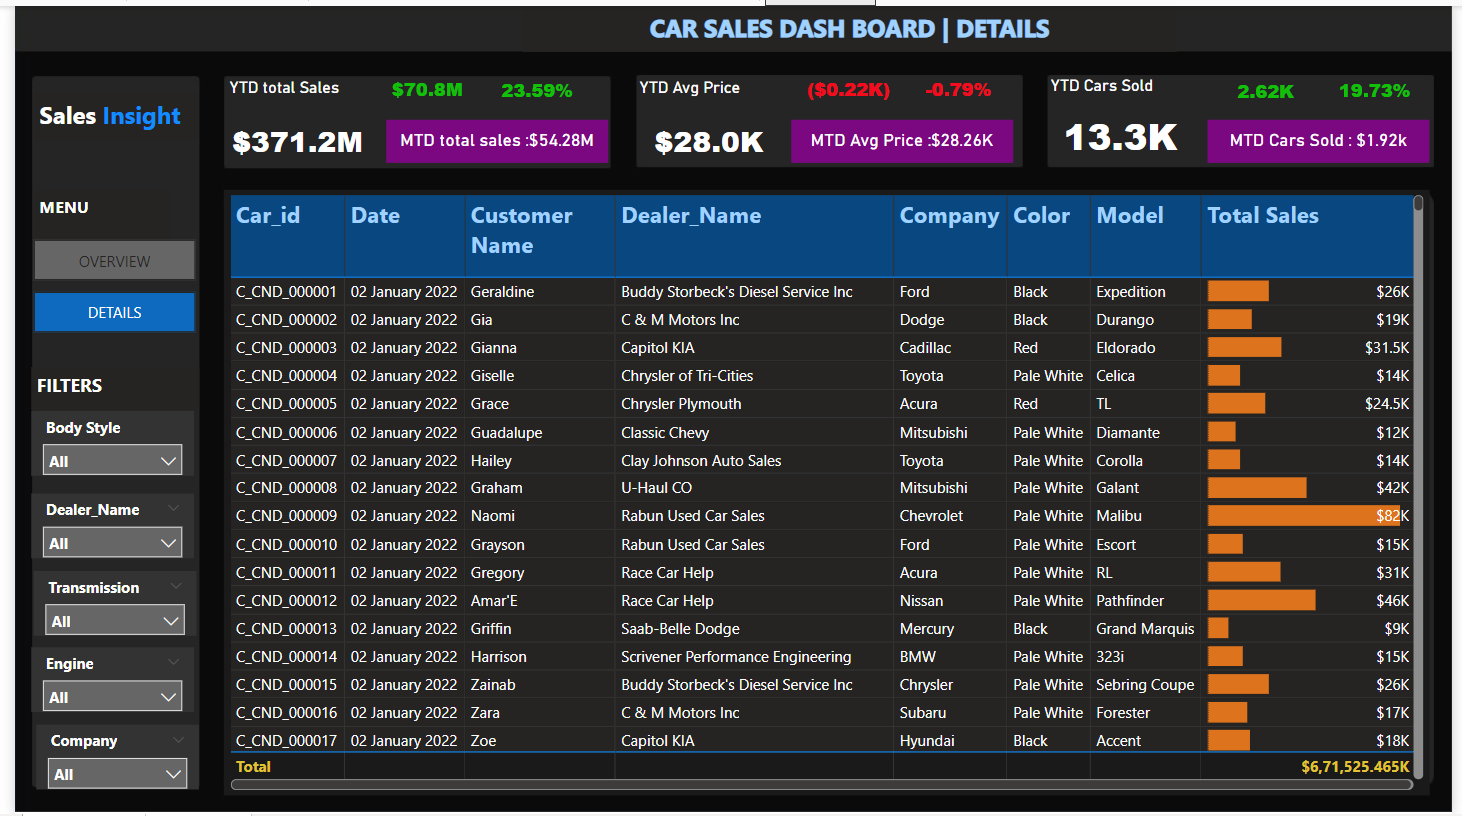 CAR SALES DASH BOARD | DETAILS
Sales Insight
MENU
OVERVIEW
DETAILS
FILTERS
Body Style
All
Dealer_Name
All
Transmission
All
Engine
All
Company
All
YTD total Sales $70.8M 23.59%
$371.2M MTD total sales :$54.28M
YTD Avg Price ($0.22K) -0.79%
$28.0K MTD Avg Price :$28.26K
YTD Cars Sold 2.62K 19.73%
13.3K MTD Cars Sold : $1.92k
Car_id Date Customer Name Dealer_Name Company Color Model Total Sales
C_CND_000001 02 January 2022 Geraldine Buddy Storbeck's Diesel Service Inc Ford Black Expedition $26K
C_CND_000002 02 January 2022 Gia C & M Motors Inc Dodge Black Durango $19K
C_CND_000003 02 January 2022 Gianna Capitol KIA Cadillac Red Eldorado $31.5K
C_CND_000004 02 January 2022 Giselle Chrysler of Tri-Cities Toyota Pale White Celica $14K
C_CND_000005 02 January 2022 Grace Chrysler Plymouth Acura Red TL $24.5K
C_CND_000006 02 January 2022 Guadalupe Classic Chevy Mitsubishi Pale White Diamante $12K
C_CND_000007 02 January 2022 Hailey Clay Johnson Auto Sales Toyota Pale White Corolla $14K
C_CND_000008 02 January 2022 Graham U-Haul CO Mitsubishi Pale White Galant $42K
C_CND_000009 02 January 2022 Naomi Rabun Used Car Sales Chevrolet Pale White Malibu $82K
C_CND_000010 02 January 2022 Grayson Rabun Used Car Sales Ford Pale White Escort $15K
C_CND_000011 02 January 2022 Gregory Race Car Help Acura Pale White RL $31K
C_CND_000012 02 January 2022 Amar'E Race Car Help Nissan Pale White Pathfinder $46K
C_CND_000013 02 January 2022 Griffin Saab-Belle Dodge Mercury Black Grand Marquis $9K
C_CND_000014 02 January 2022 Harrison Scrivener Performance Engineering BMW Pale White 323i $15K
C_CND_000015 02 January 2022 Zainab Buddy Storbeck's Diesel Service Inc Chrysler Pale White Sebring Coupe $26K
C_CND_000016 02 January 2022 Zara C & M Motors Inc Subaru Pale White Forester $17K
C_CND_000017 02 January 2022 Zoe Capitol KIA Hyundai Black Accent $18K
Total $6,71,525.465K